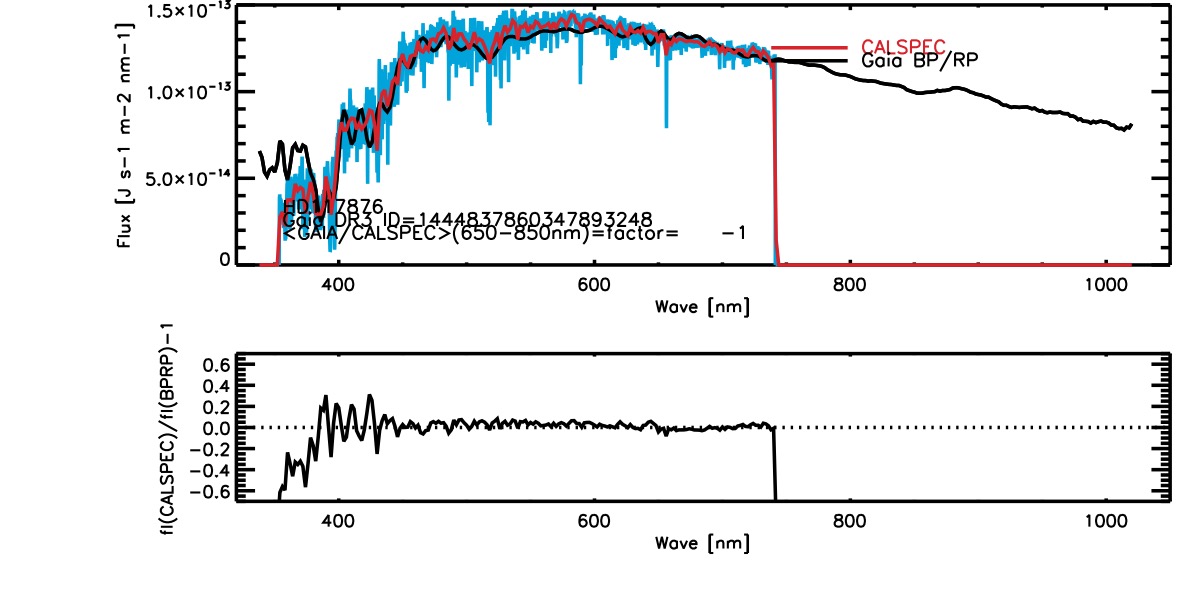 1.5×10−13
1.0×10−13
5.0×10−14
0
Flux [J s−1 m−2 nm−1]
CALSPEC
Gaia BP/RP
HD117876
Gaia DR3 ID=1444837860347893248
<GAIA/CALSPEC>(650−850nm)=factor= −1
400 600 800 1000
Wave [nm]
fl(CALSPEC)/fl(BPRP)−1
0.6
0.4
0.2
0.0
−0.2
−0.4
−0.6
400 600 800 1000
Wave [nm]